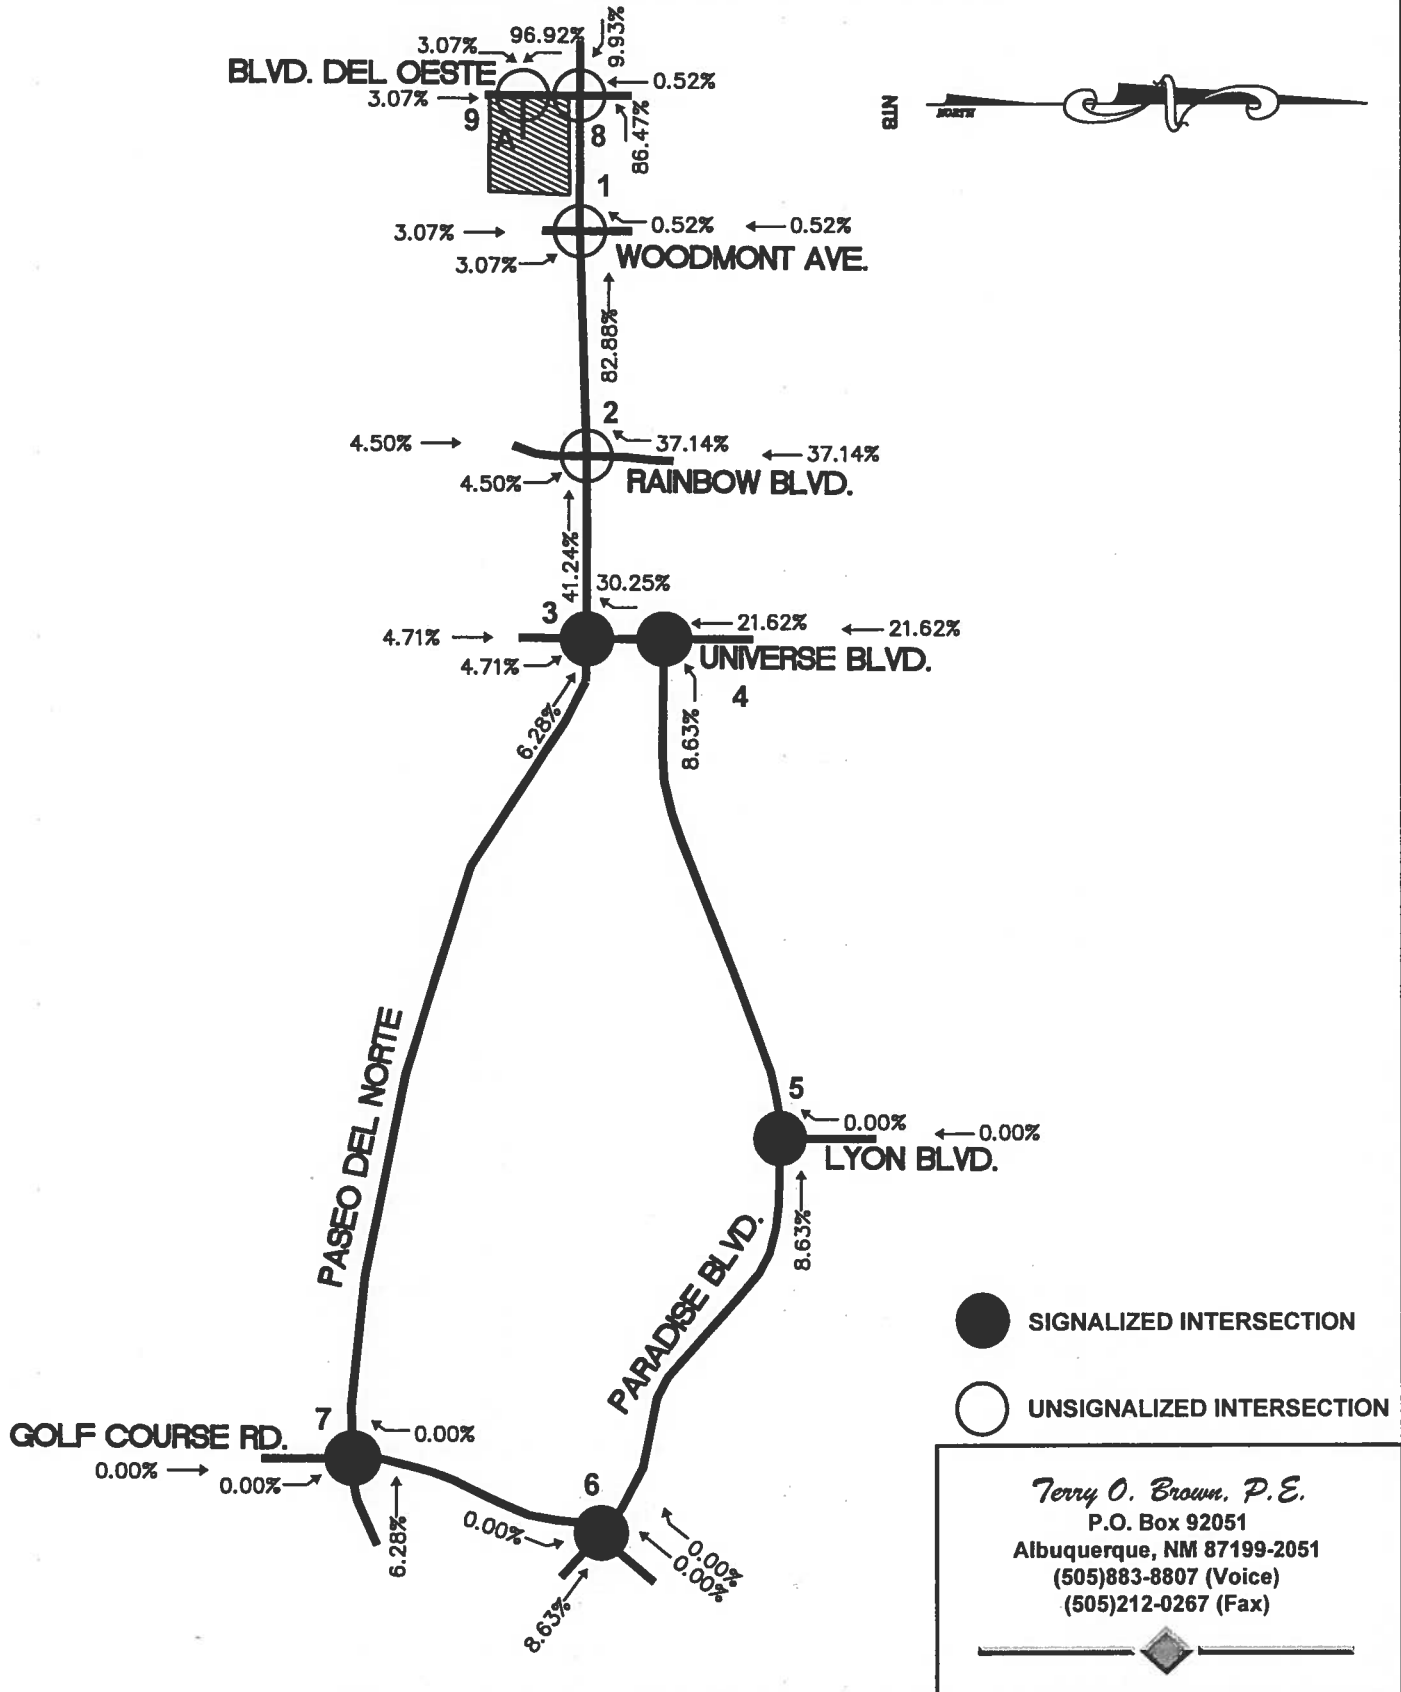 9.93%
96.92%
3.07%
BLVD. DEL OESTE
0.52%
3.07%
9
A
8
86.47%
NTS
NORTH
1
0.52%
0.52%
3.07%
3.07%
WOODMONT AVE.
82.88%
2
4.50%
37.14%
37.14%
4.50%
RAINBOW BLVD.
41.24%
30.25%
3
21.62%
21.62%
4.71%
4.71%
UNIVERSE BLVD.
4
6.28%
8.63%
PASEO DEL NORTE
5
0.00%
0.00%
LYON BLVD.
8.63%
PARADISE BLVD.
SIGNALIZED INTERSECTION
UNSIGNALIZED INTERSECTION
7
0.00%
GOLF COURSE RD.
0.00%
0.00%
6
0.00%
6.28%
0.00%
0.00%
8.63%
Terry O. Brown, P.E.
P.O. Box 92051
Albuquerque, NM 87199-2051
(505)883-8807 (Voice)
(505)212-0267 (Fax)